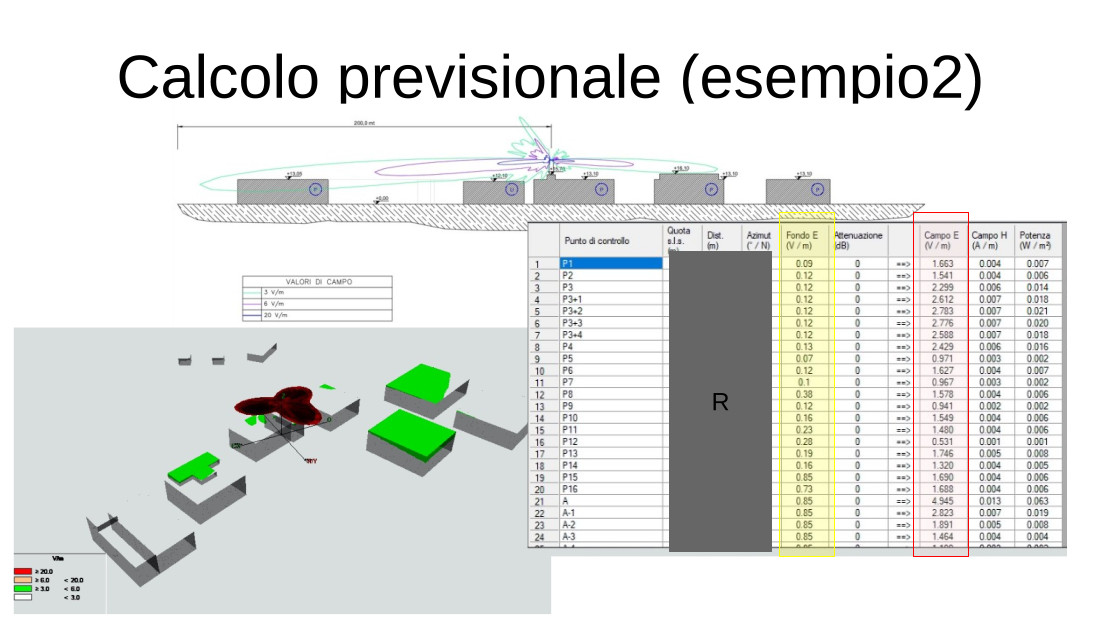 Calcolo previsionale (esempio2)
200,0 mt
+13,05
+12,10
+13,10
+16,10
+13,10
+13,10
+0,00
P
U
P
P
P
VALORI DI CAMPO
3 V/m
6 V/m
20 V/m
Punto di controllo Quota s.l.s. Dist. (m) Azimut (° / N) Fondo E (V / m) Attenuazione (dB) Campo E (V / m) Campo H (A / m) Potenza (W / m²)
1 P1 0.09 0 ==> 1.663 0.004 0.007
2 P2 0.12 0 ==> 1.541 0.004 0.006
3 P3 0.12 0 ==> 2.299 0.006 0.014
4 P3+1 0.12 0 ==> 2.612 0.007 0.018
5 P3+2 0.12 0 ==> 2.783 0.007 0.021
6 P3+3 0.12 0 ==> 2.776 0.007 0.020
7 P3+4 0.12 0 ==> 2.588 0.007 0.018
8 P4 0.13 0 ==> 2.429 0.006 0.016
9 P5 0.07 0 ==> 0.971 0.003 0.002
10 P6 0.12 0 ==> 1.627 0.004 0.007
11 P7 0.1 0 ==> 0.967 0.003 0.002
12 P8 0.38 0 ==> 1.578 0.004 0.006
13 P9 0.12 0 ==> 0.941 0.002 0.002
14 P10 0.16 0 ==> 1.549 0.004 0.006
15 P11 0.23 0 ==> 1.480 0.004 0.006
16 P12 0.28 0 ==> 0.531 0.001 0.001
17 P13 0.19 0 ==> 1.746 0.005 0.008
18 P14 0.16 0 ==> 1.320 0.004 0.005
19 P15 0.85 0 ==> 1.690 0.004 0.006
20 P16 0.73 0 ==> 1.688 0.004 0.006
21 A 0.85 0 ==> 4.945 0.013 0.063
22 A-1 0.85 0 ==> 2.823 0.007 0.019
23 A-2 0.85 0 ==> 1.891 0.005 0.008
24 A-3 0.85 0 ==> 1.464 0.004 0.004
R
V/m
≥ 20.0
≥ 6.0 < 20.0
≥ 3.0 < 6.0
< 3.0